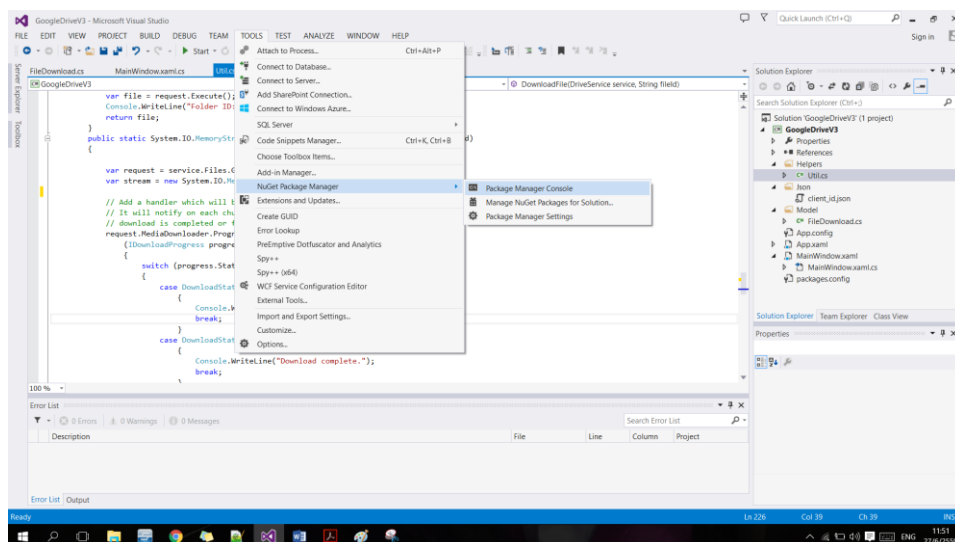 GoogleDriveV3 - Microsoft Visual Studio
Quick Launch (Ctrl+Q)
FILE EDIT VIEW PROJECT BUILD DEBUG TEAM TOOLS TEST ANALYZE WINDOW HELP
Sign in
Start
Server Explorer
Toolbox
FileDownload.cs MainWindow.xaml.cs Util.cs
GoogleDriveV3
DownloadFile(DriveService service, String fileId)
var file = request.Execute();
Console.WriteLine("Folder ID:
return file;
}
public static System.IO.MemoryStr
d)
{
var request = service.Files.G
var stream = new System.IO.Me
// Add a handler which will b
// It will notify on each chu
// download is completed or f
request.MediaDownloader.Progr
(IDownloadProgress progre
{
switch (progress.Stat
{
case DownloadStat
{
Console.W
break;
}
case DownloadStat
{
Console.WriteLine("Download complete.");
break;
}
100 %
Attach to Process... Ctrl+Alt+P
Connect to Database...
Connect to Server...
Add SharePoint Connection...
Connect to Windows Azure...
SQL Server
Code Snippets Manager... Ctrl+K, Ctrl+B
Choose Toolbox Items...
Add-in Manager...
NuGet Package Manager
Extensions and Updates...
Create GUID
Error Lookup
PreEmptive Dotfuscator and Analytics
Spy++
Spy++ (x64)
WCF Service Configuration Editor
External Tools...
Import and Export Settings...
Customize...
Options...
Package Manager Console
Manage NuGet Packages for Solution...
Package Manager Settings
Solution Explorer
Search Solution Explorer (Ctrl+;)
Solution 'GoogleDriveV3' (1 project)
GoogleDriveV3
Properties
References
Helpers
Util.cs
Json
client_id.json
Model
FileDownload.cs
App.config
App.xaml
MainWindow.xaml
MainWindow.xaml.cs
packages.config
Solution Explorer Team Explorer Class View
Properties
Error List
0 Errors 0 Warnings 0 Messages
Search Error List
Description File Line Column Project
Error List Output
Ready
Ln 226 Col 39 Ch 39 INS
ENG
11:51